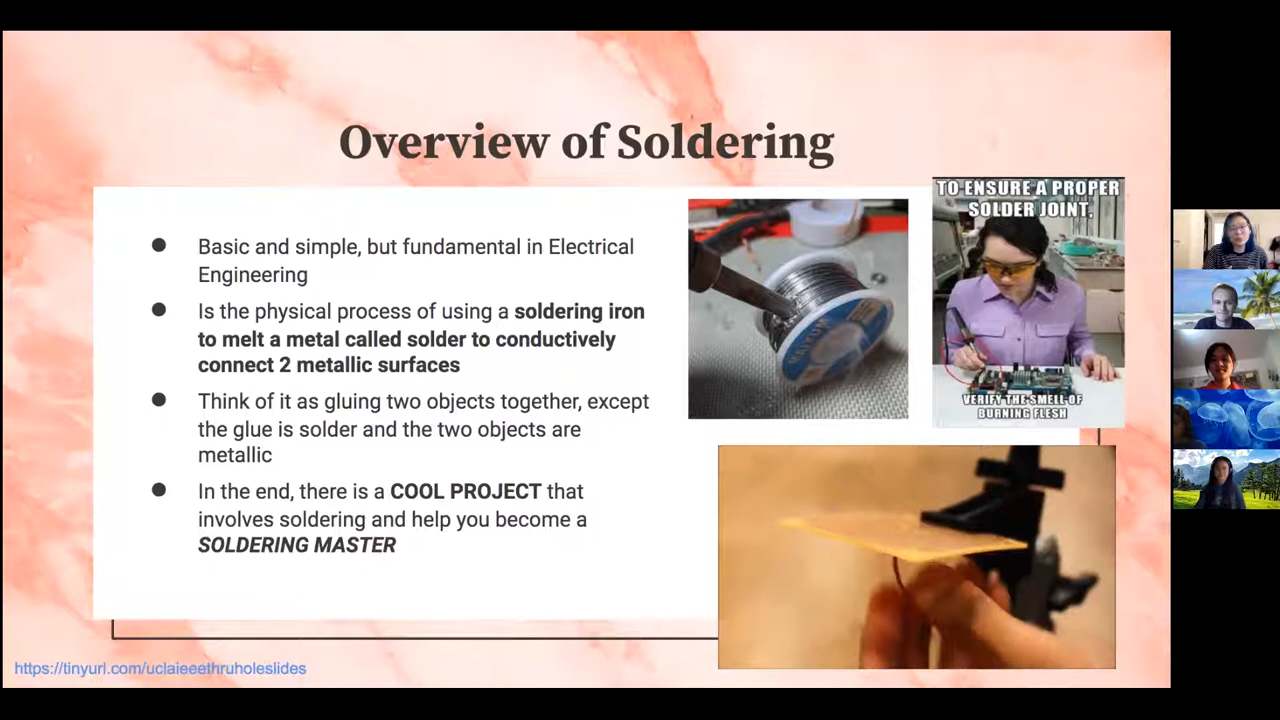 Overview of Soldering
● Basic and simple, but fundamental in Electrical
Engineering
● Is the physical process of using a soldering iron
to melt a metal called solder to conductively
connect 2 metallic surfaces
● Think of it as gluing two objects together, except
the glue is solder and the two objects are
metallic
● In the end, there is a COOL PROJECT that
involves soldering and help you become a
SOLDERING MASTER
TO ENSURE A PROPER
SOLDER JOINT,
VERIFY THE SMELL OF
BURNING FLESH
https://tinyurl.com/uclaieeethruholeslides